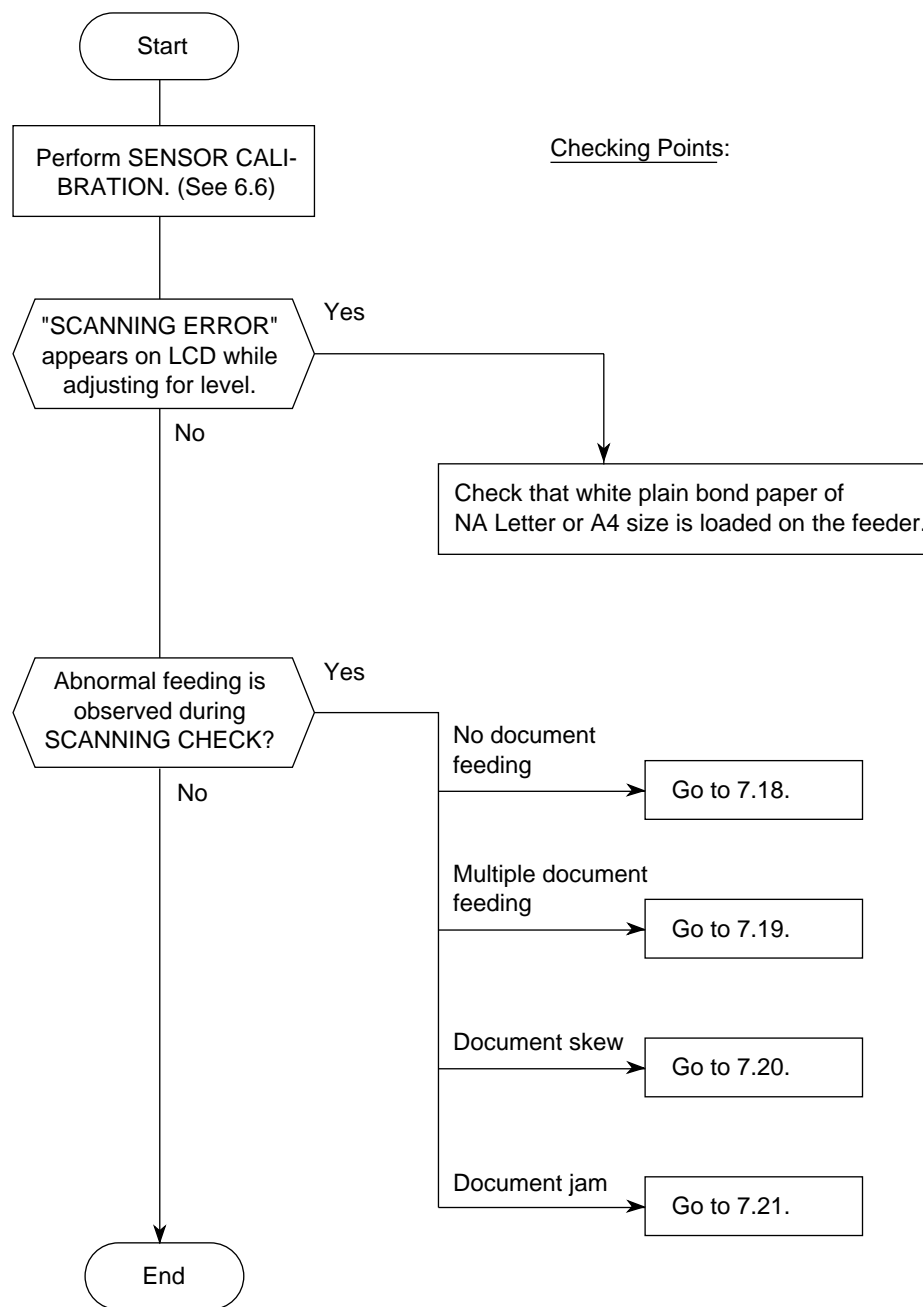 Start
Perform SENSOR CALI-
BRATION. (See 6.6)
Checking Points:
"SCANNING ERROR"
appears on LCD while
adjusting for level.
Yes
No
Check that white plain bond paper of
NA Letter or A4 size is loaded on the feeder.
Abnormal feeding is
observed during
SCANNING CHECK?
Yes
No
No document
feeding
Go to 7.18.
Multiple document
feeding
Go to 7.19.
Document skew
Go to 7.20.
Document jam
Go to 7.21.
End